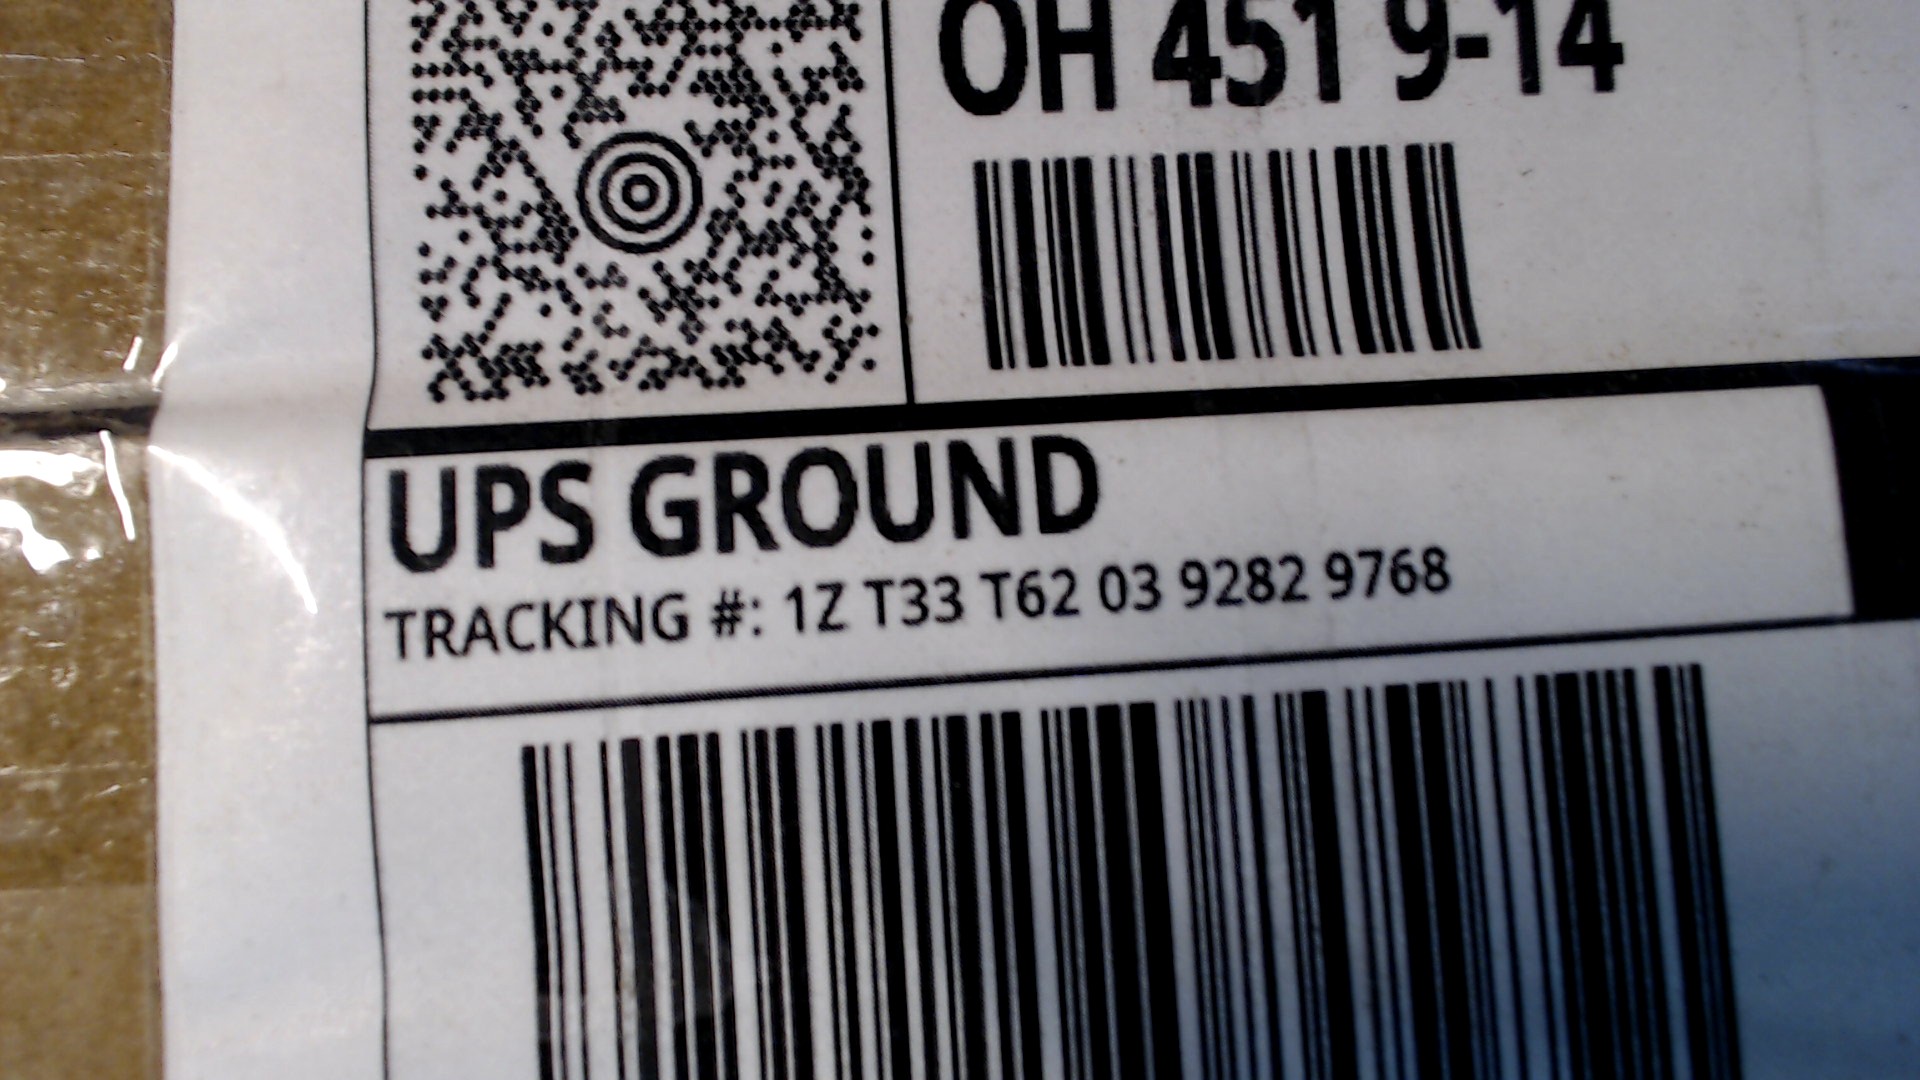 OH 451 9-14
UPS GROUND
TRACKING #: 1Z T33 T62 03 9282 9768